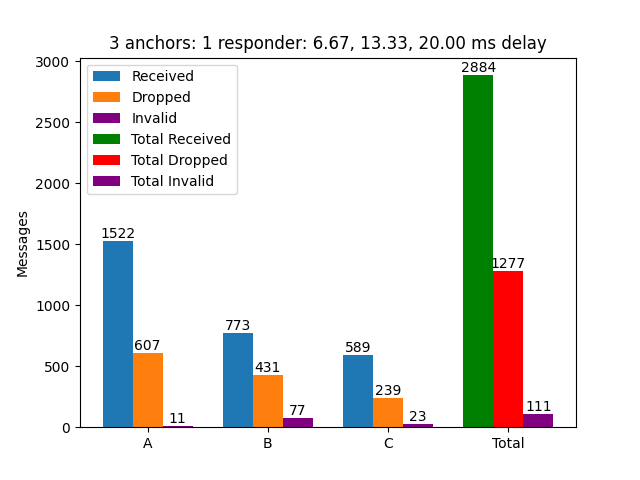 3 anchors: 1 responder: 6.67, 13.33, 20.00 ms delay
3000
2500
2000
1500
1000
500
0
Messages
Received
Dropped
Invalid
Total Received
Total Dropped
Total Invalid
1522
607
11
773
431
77
589
239
23
2884
1277
111
A
B
C
Total